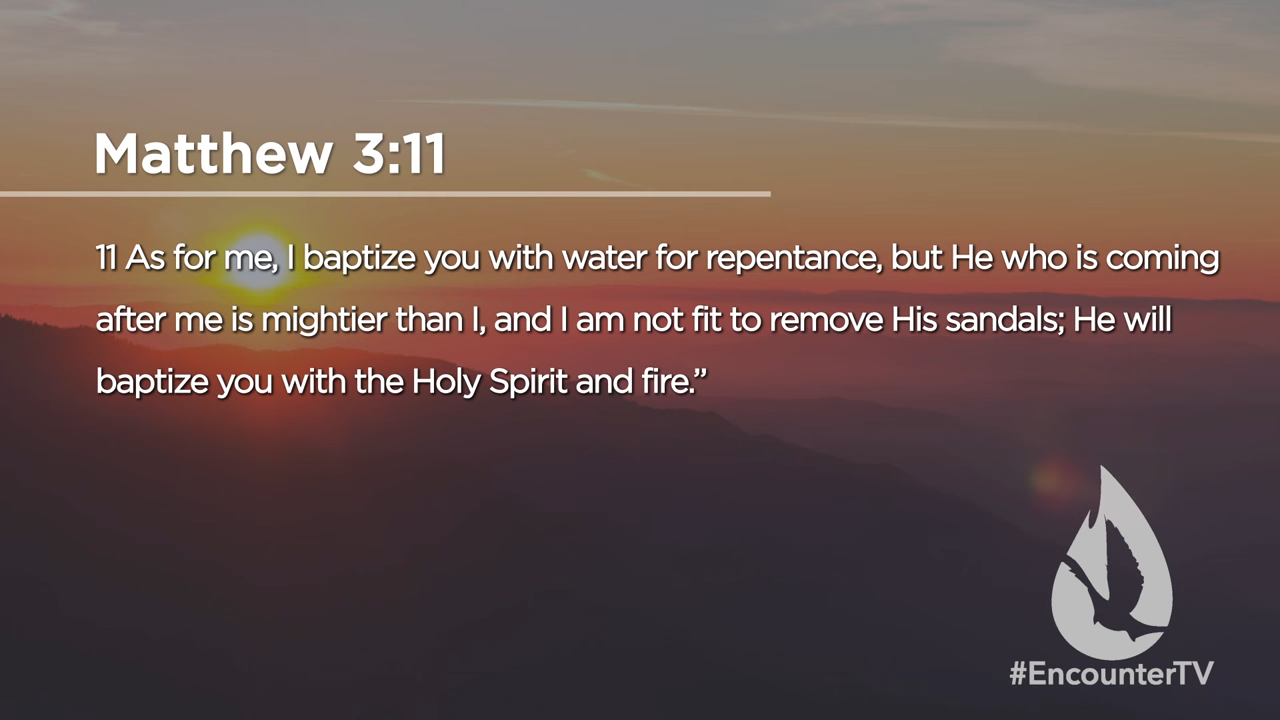 Matthew 3:11
11 As for me, I baptize you with water for repentance, but He who is coming
after me is mightier than I, and I am not fit to remove His sandals; He will
baptize you with the Holy Spirit and fire.”
#EncounterTV